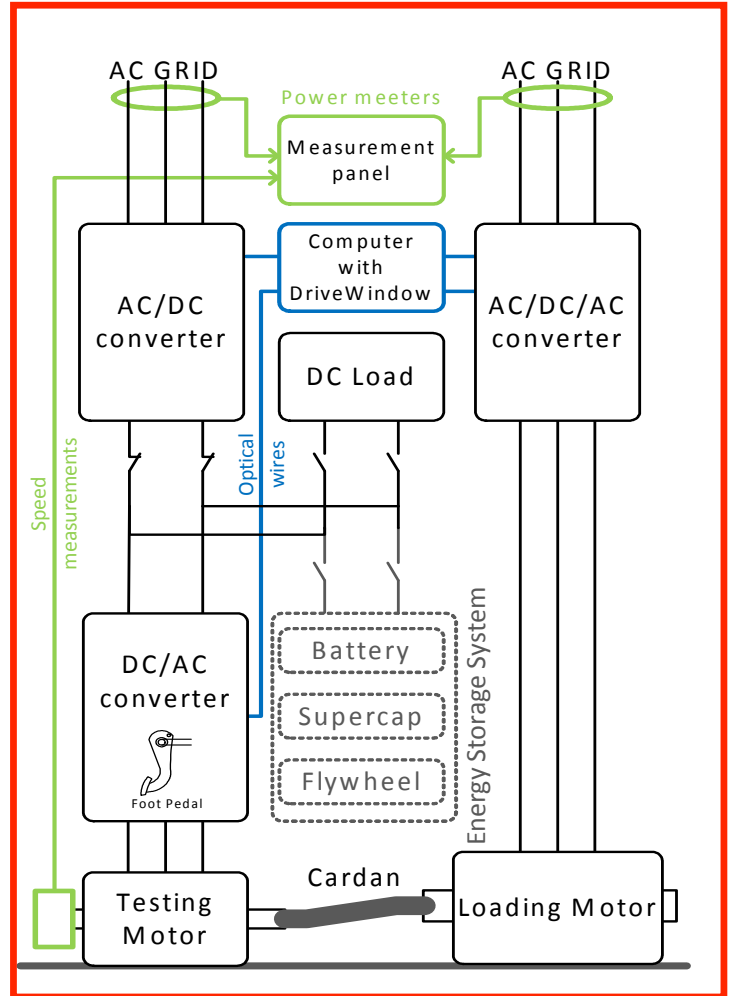 AC GRID
AC GRID
Power meeters
Measurement
panel
Computer
with
DriveWindow
AC/DC
converter
AC/DC/AC
converter
DC Load
Speed
measurements
Optical
wires
DC/AC
converter
Foot Pedal
Battery
Supercap
Flywheel
Energy Storage System
Cardan
Testing
Motor
Loading Motor